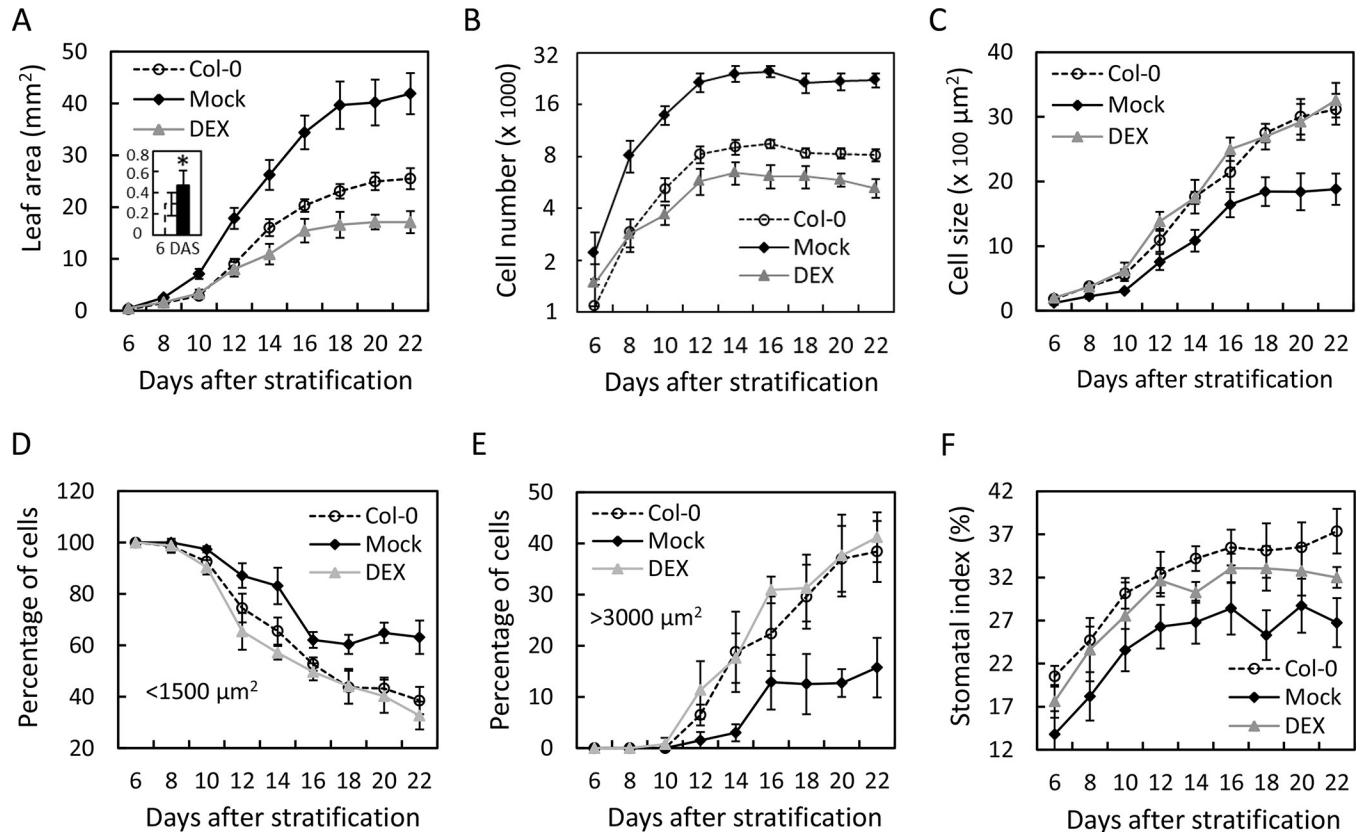 A
Leaf area (mm²)
50
40
30
20
10
0
Col-0
Mock
DEX
0.8
0.6
0.4
0.2
0
*
6 DAS
6 8 10 12 14 16 18 20 22
Days after stratification
B
Cell number (x 1000)
32
16
8
4
2
1
Col-0
Mock
DEX
6 8 10 12 14 16 18 20 22
Days after stratification
C
Cell size (x 100 µm²)
40
30
20
10
0
Col-0
Mock
DEX
6 8 10 12 14 16 18 20 22
Days after stratification
D
Percentage of cells
120
100
80
60
40
20
Col-0
Mock
DEX
<1500 µm²
6 8 10 12 14 16 18 20 22
Days after stratification
E
Percentage of cells
50
40
30
20
10
0
Col-0
Mock
DEX
>3000 µm²
6 8 10 12 14 16 18 20 22
Days after stratification
F
Stomatal index (%)
42
37
32
27
22
17
12
Col-0
Mock
DEX
6 8 10 12 14 16 18 20 22
Days after stratification